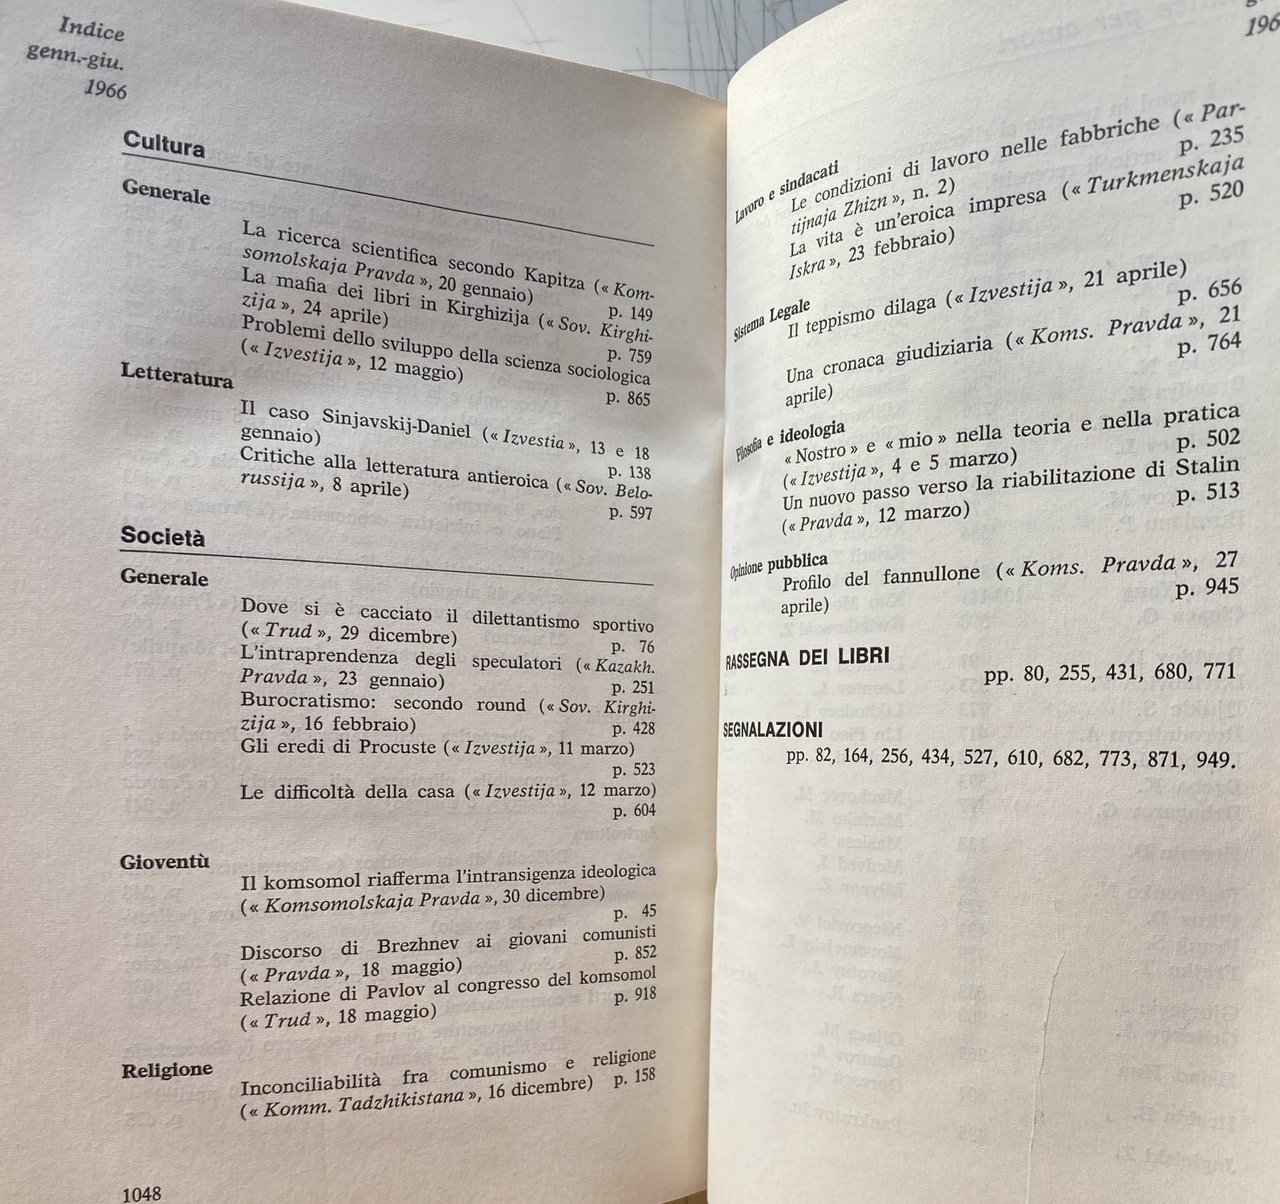 Indice
genn.-giu.
1966
Cultura
Generale
La ricerca scientifica secondo Kapitza (« Kom-
somolskaja Pravda », 20 gennaio) p. 149
La mafia dei libri in Kirghizija (« Sov. Kirghi-
zija », 24 aprile) p. 759
Problemi dello sviluppo della scienza sociologica
(« Izvestija », 12 maggio) p. 865
Letteratura
Il caso Sinjavskij-Daniel (« Izvestia », 13 e 18
gennaio) p. 138
Critiche alla letteratura antieroica (« Sov. Belo-
russija », 8 aprile) p. 597
Società
Generale
Dove si è cacciato il dilettantismo sportivo
(« Trud », 29 dicembre) p. 76
L'intraprendenza degli speculatori (« Kazakh.
Pravda », 23 gennaio) p. 251
Burocratismo: secondo round (« Sov. Kirghi-
zija », 16 febbraio) p. 428
Gli eredi di Procuste (« Izvestija », 11 marzo)
p. 523
Le difficoltà della casa (« Izvestija », 12 marzo)
p. 604
Gioventù
Il komsomol riafferma l'intransigenza ideologica
(« Komsomolskaja Pravda », 30 dicembre)
p. 45
Discorso di Brezhnev ai giovani comunisti
(« Pravda », 18 maggio) p. 852
Relazione di Pavlov al congresso del komsomol
(« Trud », 18 maggio) p. 918
Religione
Inconciliabilità fra comunismo e religione
(« Komm. Tadzhikistana », 16 dicembre) p. 158
1048
Lavoro e sindacati
Le condizioni di lavoro nelle fabbriche (« Par-
tijnaja Zhizn », n. 2) p. 235
La vita è un'eroica impresa (« Turkmenskaja
Iskra », 23 febbraio) p. 520
Sistema Legale
Il teppismo dilaga (« Izvestija », 21 aprile)
p. 656
Una cronaca giudiziaria (« Koms. Pravda », 21
aprile) p. 764
Filosofia e ideologia
« Nostro » e « mio » nella teoria e nella pratica
(« Izvestija », 4 e 5 marzo) p. 502
Un nuovo passo verso la riabilitazione di Stalin
(« Pravda », 12 marzo) p. 513
Opinione pubblica
Profilo del fannullone (« Koms. Pravda », 27
aprile) p. 945
RASSEGNA DEI LIBRI
pp. 80, 255, 431, 680, 771
SEGNALAZIONI
pp. 82, 164, 256, 434, 527, 610, 682, 773, 871, 949.